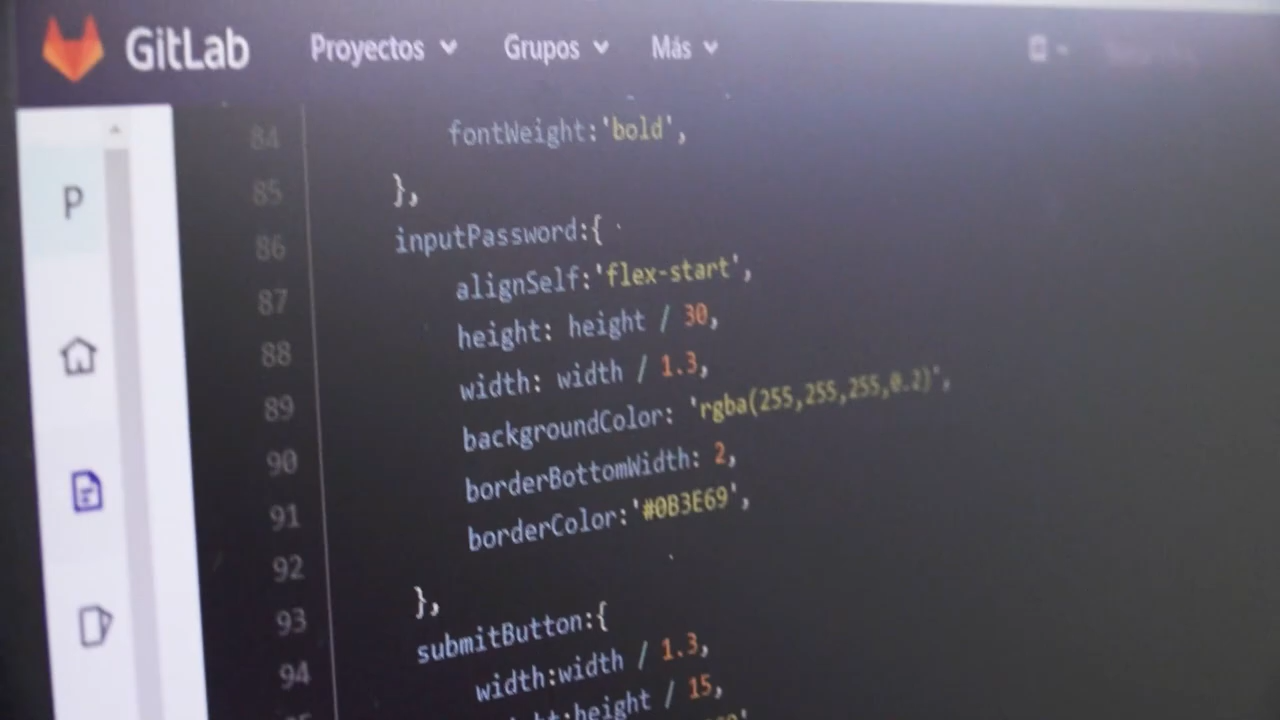 GitLab Proyectos Grupos Más
P
84 fontWeight:'bold',
85 },
86 inputPassword:{
87 alignSelf:'flex-start',
88 height: height / 30,
89 width: width / 1.3,
90 backgroundColor: 'rgba(255,255,255,0.2)',
91 borderBottomWidth: 2,
92 borderColor:'#0B3E69',
93 },
94 submitButton:{
width:width / 1.3,
:height / 15,